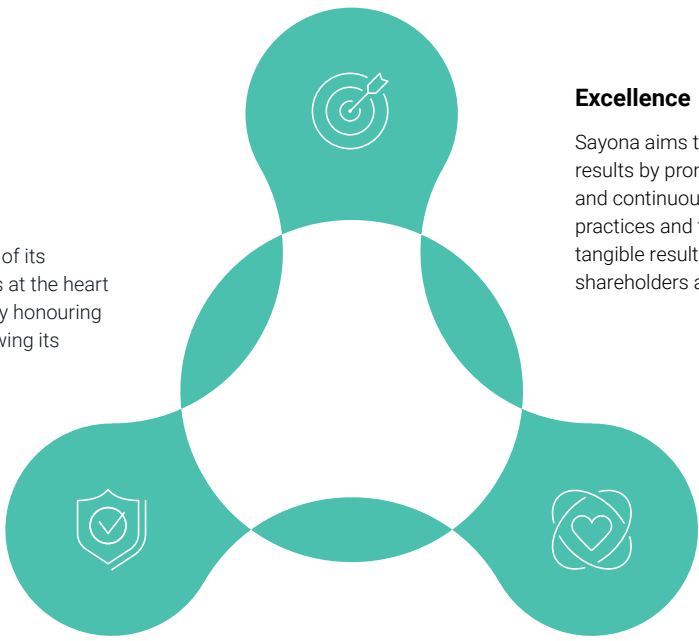 of its
at the heart
y honouring
ving its
Excellence
Sayona aims t
results by pro
and continuou
practices and
tangible result
shareholders a